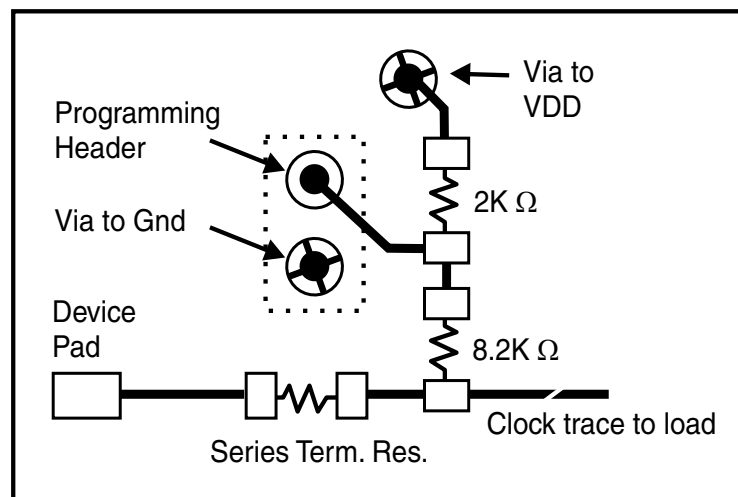 Via to
VDD
Programming
Header
2K Ω
Via to Gnd
Device
Pad
8.2K Ω
Clock trace to load
Series Term. Res.